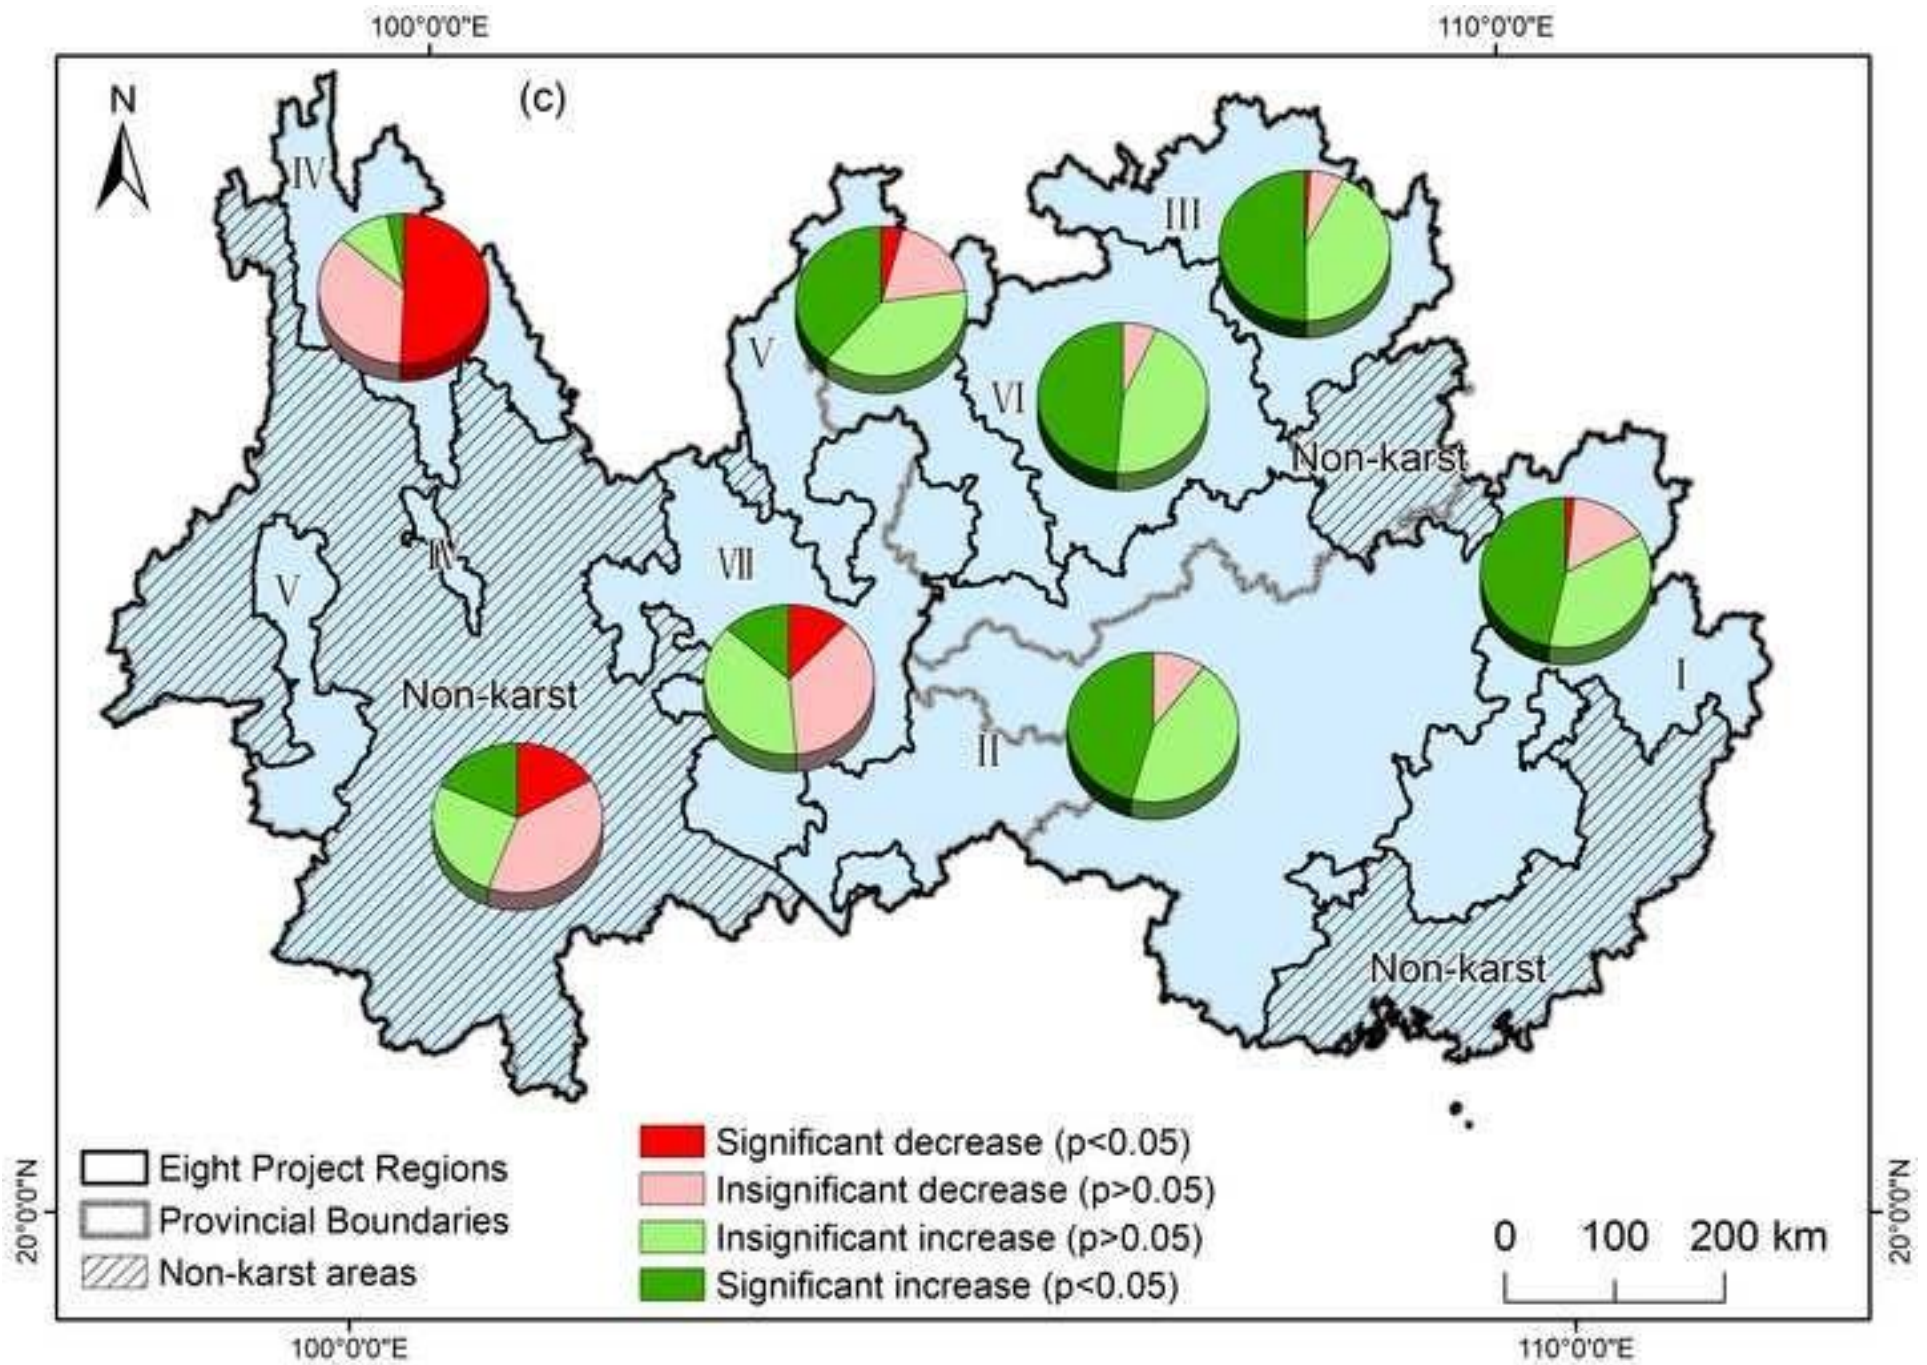 100°0'0"E
110°0'0"E
N
(c)
IV
III
V
VI
Non-karst
IV
VII
V
I
Non-karst
II
Non-karst
Significant decrease (p<0.05)
Eight Project Regions
Insignificant decrease (p>0.05)
Provincial Boundaries
Insignificant increase (p>0.05)
Non-karst areas
Significant increase (p<0.05)
0 100 200 km
20°0'0"N
20°0'0"N
100°0'0"E
110°0'0"E